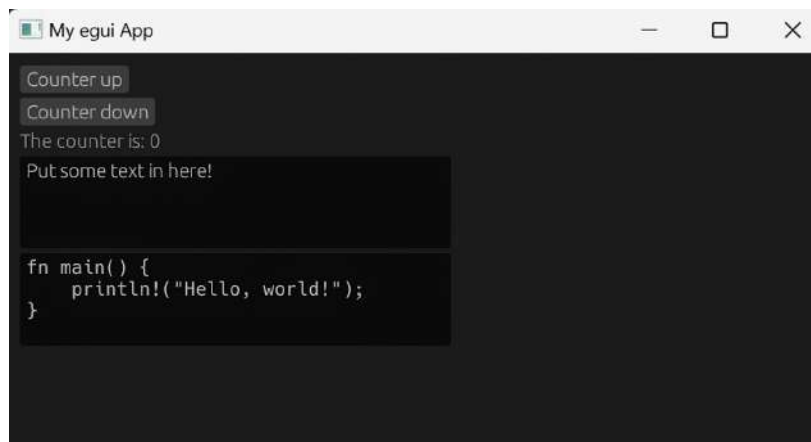 My egui App
Counter up
Counter down
The counter is: 0
Put some text in here!
fn main() {
    println!("Hello, world!");
}